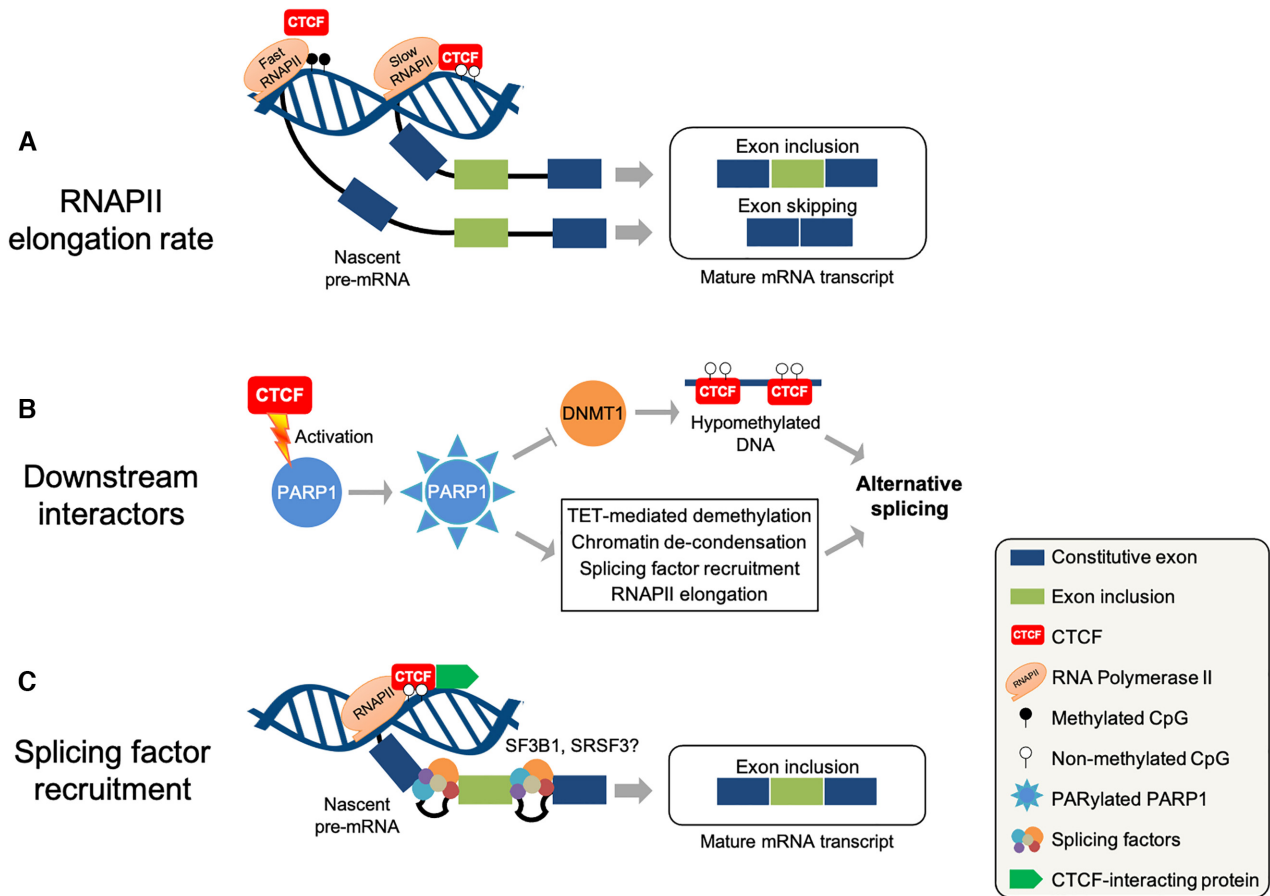 CTCF
Fast
RNAPII
Slow
RNAPII
CTCF
A
RNAPII
elongation rate
Nascent
pre-mRNA
Exon inclusion
Exon skipping
Mature mRNA transcript
B
Downstream
interactors
CTCF
Activation
PARP1
PARP1
DNMT1
CTCF
CTCF
Hypomethylated
DNA
TET-mediated demethylation
Chromatin de-condensation
Splicing factor recruitment
RNAPII elongation
Alternative
splicing
C
Splicing factor
recruitment
RNAPII
CTCF
SF3B1, SRSF3?
Nascent
pre-mRNA
Exon inclusion
Mature mRNA transcript
Constitutive exon
Exon inclusion
CTCF
CTCF
RNAPII
RNA Polymerase II
Methylated CpG
Non-methylated CpG
PARylated PARP1
Splicing factors
CTCF-interacting protein